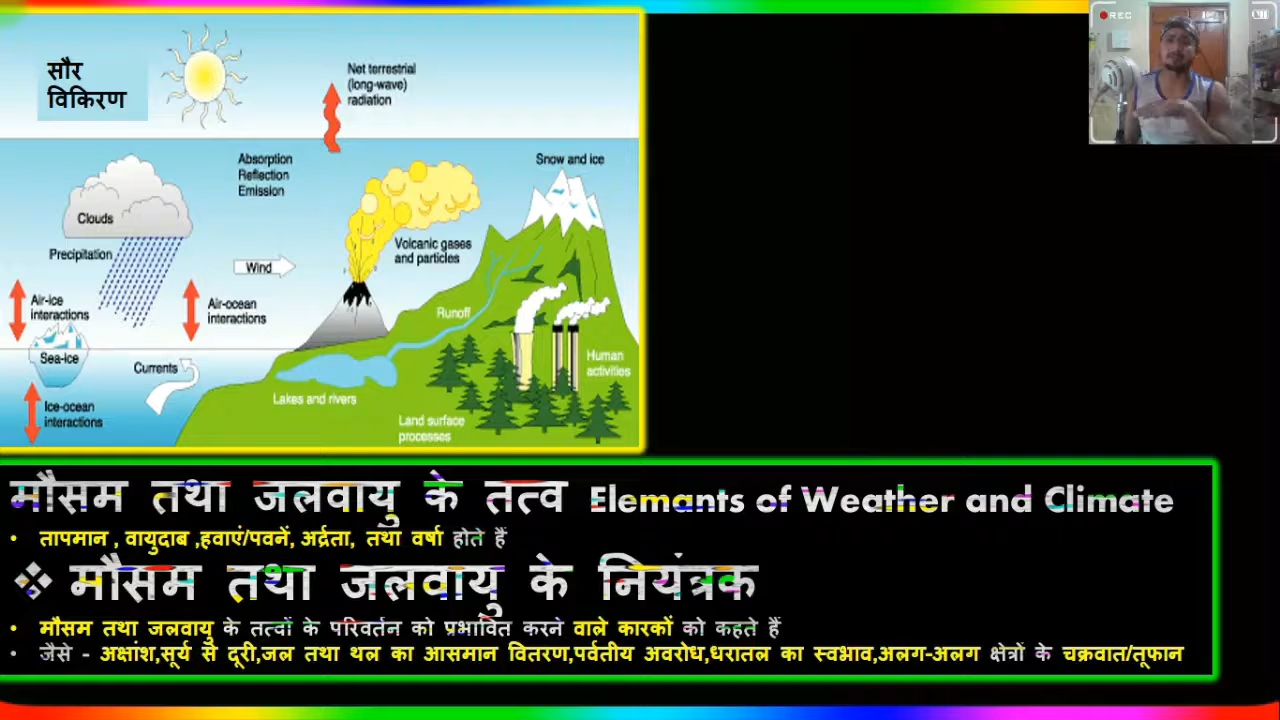 सौर
विकिरण
Net terrestrial
(long-wave)
radiation
REC
Absorption
Reflection
Emission
Snow and ice
Clouds
Precipitation
Volcanic gases
and particles
Wind
Air-ice
interactions
Air-ocean
interactions
Runoff
Sea-ice
Currents
Human
activities
Lakes and rivers
Ice-ocean
interactions
Land surface
processes
मौसम तथा जलवायु के तत्व Elemants of Weather and Climate
• तापमान , वायुदाब ,हवाएं/पवनें, अर्द्रता, तथा वर्षा होते हैं
❖ मौसम तथा जलवायु के नियंत्रक
• मौसम तथा जलवायु के तत्वों के परिवर्तन को प्रभावित करने वाले कारकों को कहते हैं
• जैसे - अक्षांश,सूर्य से दूरी,जल तथा थल का आसमान वितरण,पर्वतीय अवरोध,धरातल का स्वभाव,अलग-अलग क्षेत्रों के चक्रवात/तूफान